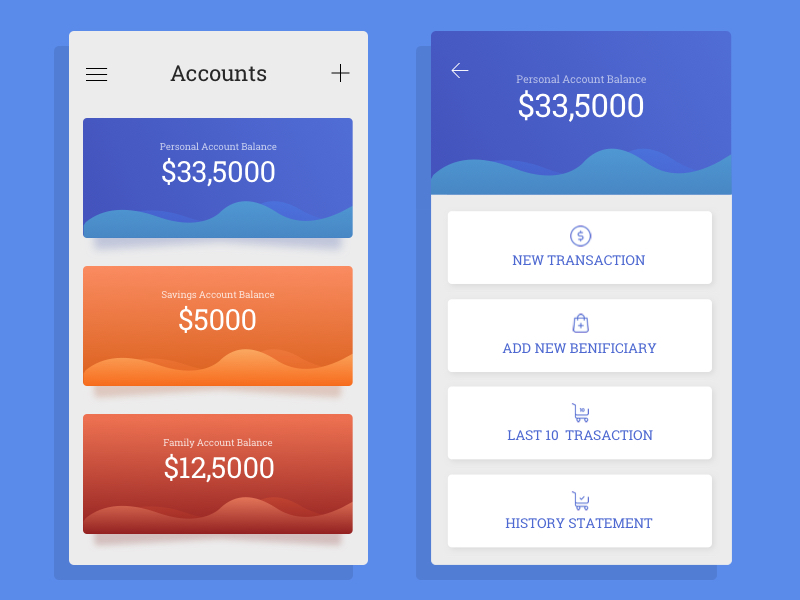 Accounts
Personal Account Balance
$33,5000
Savings Account Balance
$5000
Family Account Balance
$12,5000
Personal Account Balance
$33,5000
$
NEW TRANSACTION
ADD NEW BENIFICIARY
10
LAST 10  TRASACTION
HISTORY STATEMENT